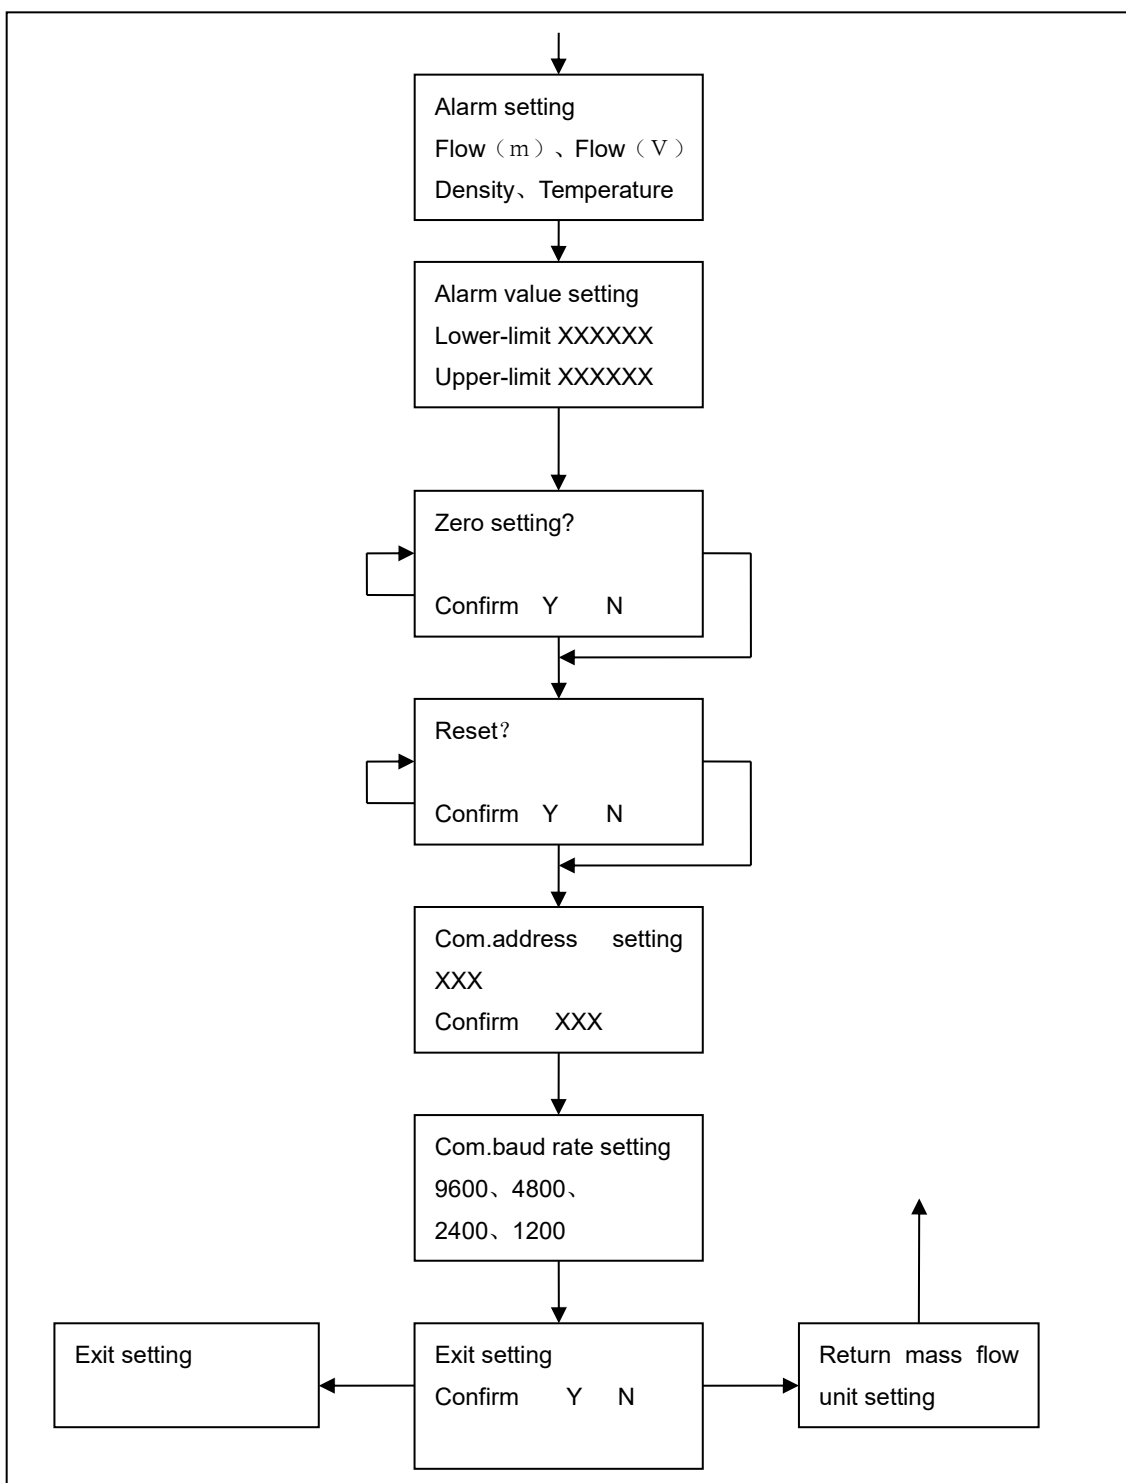 Alarm setting
Flow（m）、Flow（V）
Density、Temperature
Alarm value setting
Lower-limit XXXXXX
Upper-limit XXXXXX
Zero setting?
Confirm Y N
Reset？
Confirm Y N
Com.address setting
XXX
Confirm XXX
Com.baud rate setting
9600、4800、
2400、1200
Exit setting
Exit setting
Confirm Y N
Return mass flow
unit setting